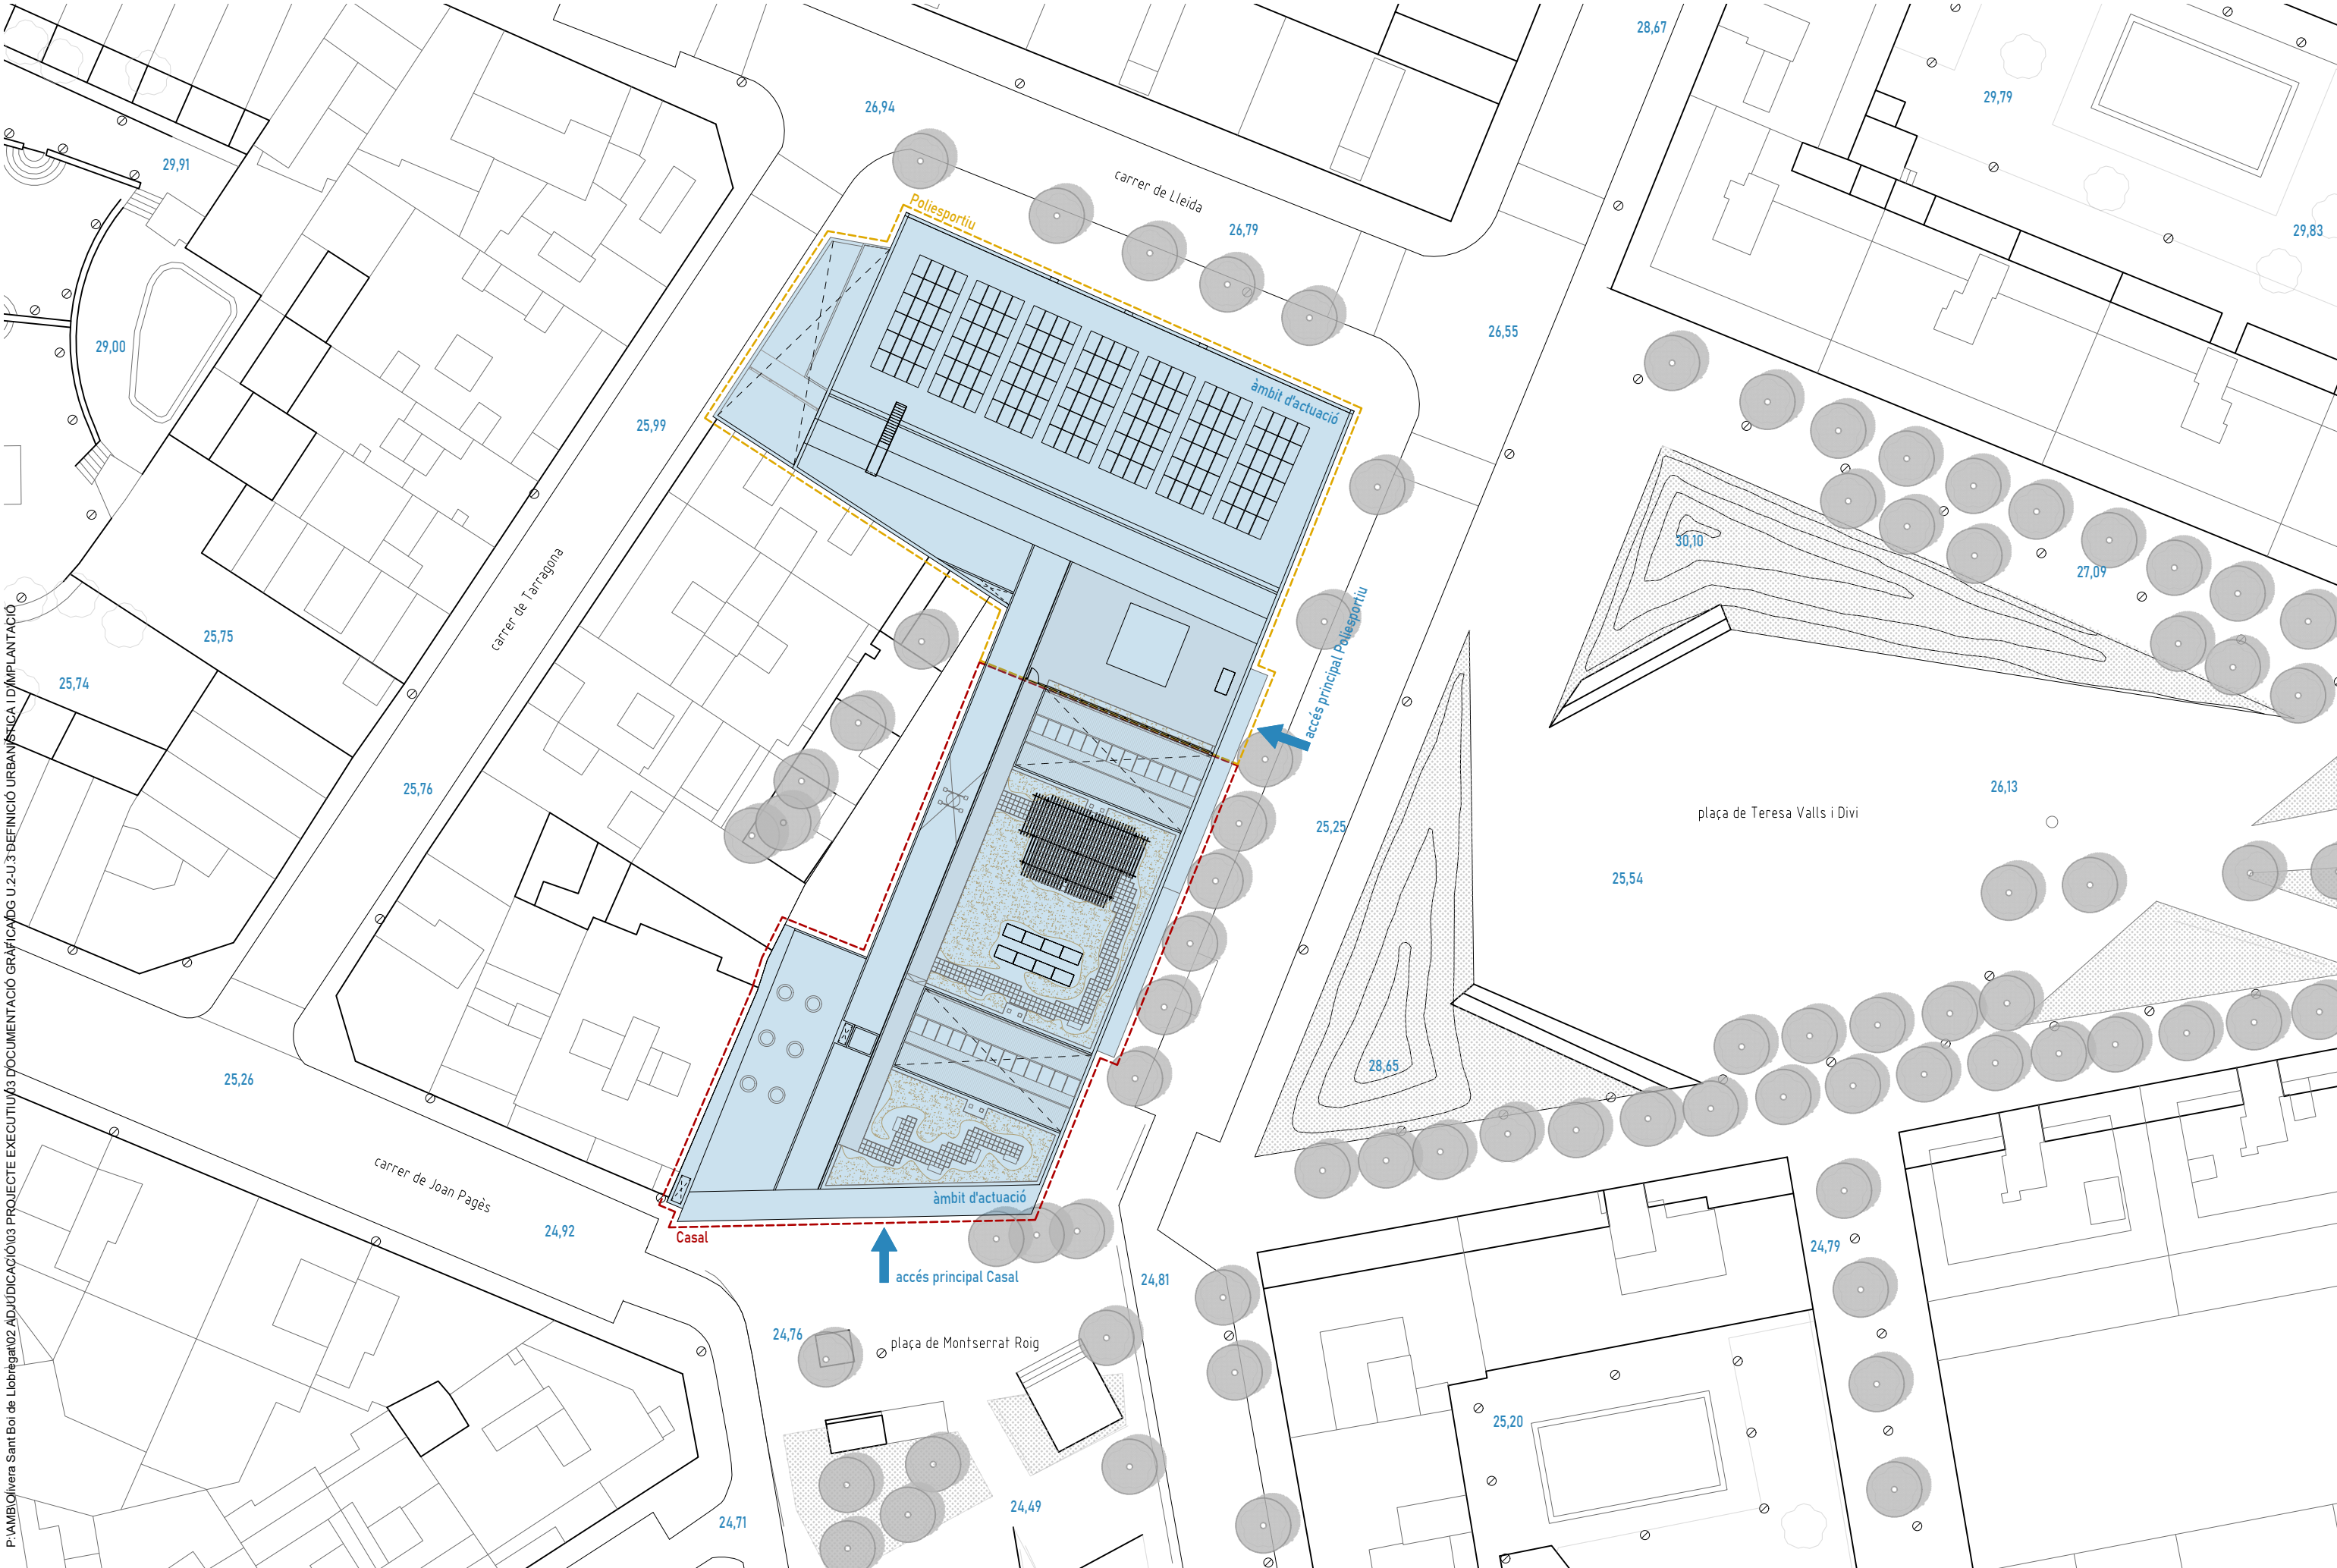 28,67
29,79
26,94
29,91
carrer de Lleida
Poliesportiu
26,79
29,83
26,55
29,00
àmbit d'actuació
25,99
30,10
27,09
carrer de Tarragona
accés principal Poliesportiu
25,75
25,74
25,76
26,13
plaça de Teresa Valls i Divi
25,25
25,54
28,65
25,26
carrer de Joan Pagès
àmbit d'actuació
24,92
Casal
24,79
accés principal Casal
24,81
24,76
plaça de Montserrat Roig
25,20
24,49
24,71
P:\AMB\Olivera Sant Boi de Llobregat\02 ADJUDICACIÓ\03 PROJECTE EXECUTIU\03 DOCUMENTACIÓ GRÀFICA\DG U.2-U.3 DEFINICIÓ URBANÍSTICA I D'IMPLANTACIÓ